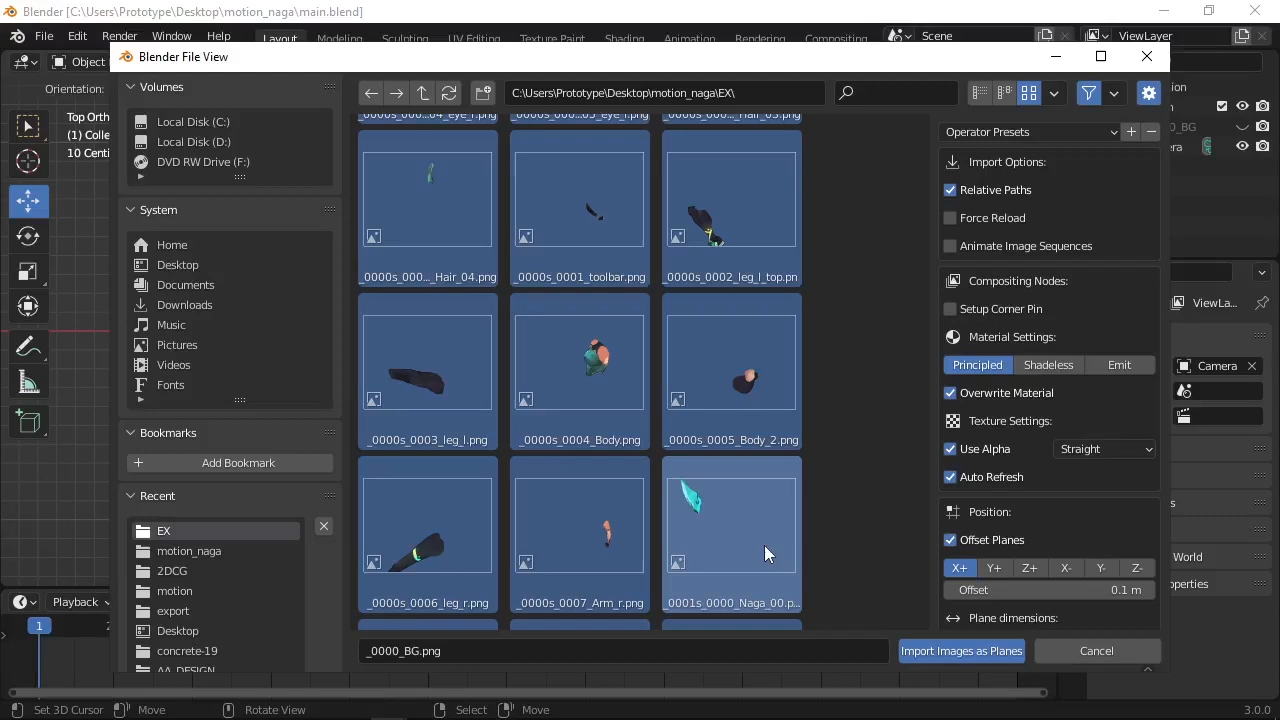 Blender [C:\Users\Prototype\Desktop\motion_naga\main.blend]
File Edit Render Window Help Layout Modeling Sculpting UV Editing Texture Paint Shading Animation Rendering Compositing Scene ViewLayer
Object
Orientation:
Top Orth
(1) Colle
10 Centi
Blender File View
Volumes
Local Disk (C:)
Local Disk (D:)
DVD RW Drive (F:)
System
Home
Desktop
Documents
Downloads
Music
Pictures
Videos
Fonts
Bookmarks
Add Bookmark
Recent
EX
motion_naga
2DCG
motion
export
Desktop
concrete-19
AA_DESIGN
C:\Users\Prototype\Desktop\motion_naga\EX\
_0000s_000..._Hair_04.png
_0000s_0001_toolbar.png
_0000s_0002_leg_l_top.pn
_0000s_0003_leg_l.png
_0000s_0004_Body.png
_0000s_0005_Body_2.png
_0000s_0006_leg_r.png
_0000s_0007_Arm_r.png
_0001s_0000_Naga_00.p...
_0000_BG.png
Import Images as Planes
Cancel
Operator Presets
Import Options:
Relative Paths
Force Reload
Animate Image Sequences
Compositing Nodes:
Setup Corner Pin
Material Settings:
Principled Shadeless Emit
Overwrite Material
Texture Settings:
Use Alpha Straight
Auto Refresh
Position:
Offset Planes
X+ Y+ Z+ X- Y- Z-
Offset 0.1 m
Plane dimensions:
ction
_BG
era
ViewLa...
Camera
s
World
operties
Playback
1
Set 3D Cursor Move Rotate View Select Move 3.0.0